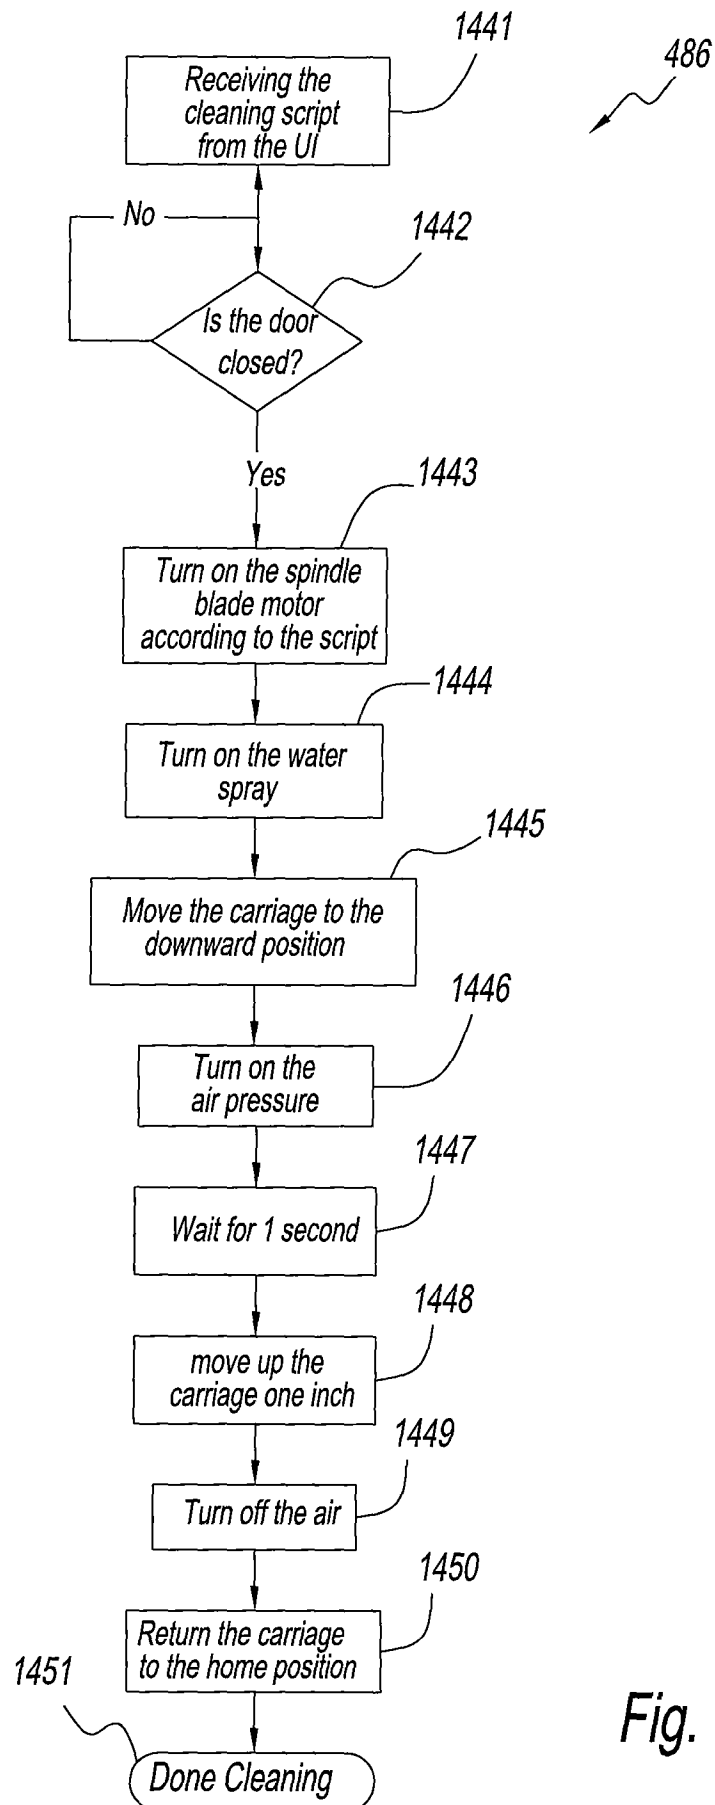 1441
486
Receiving the
cleaning script
from the UI
No
1442
Is the door
closed?
Yes
1443
Turn on the spindle
blade motor
according to the script
1444
Turn on the water
spray
1445
Move the carriage to the
downward position
1446
Turn on the
air pressure
1447
Wait for 1 second
1448
move up the
carriage one inch
1449
Turn off the air
1450
Return the carriage
to the home position
1451
Done Cleaning
Fig.